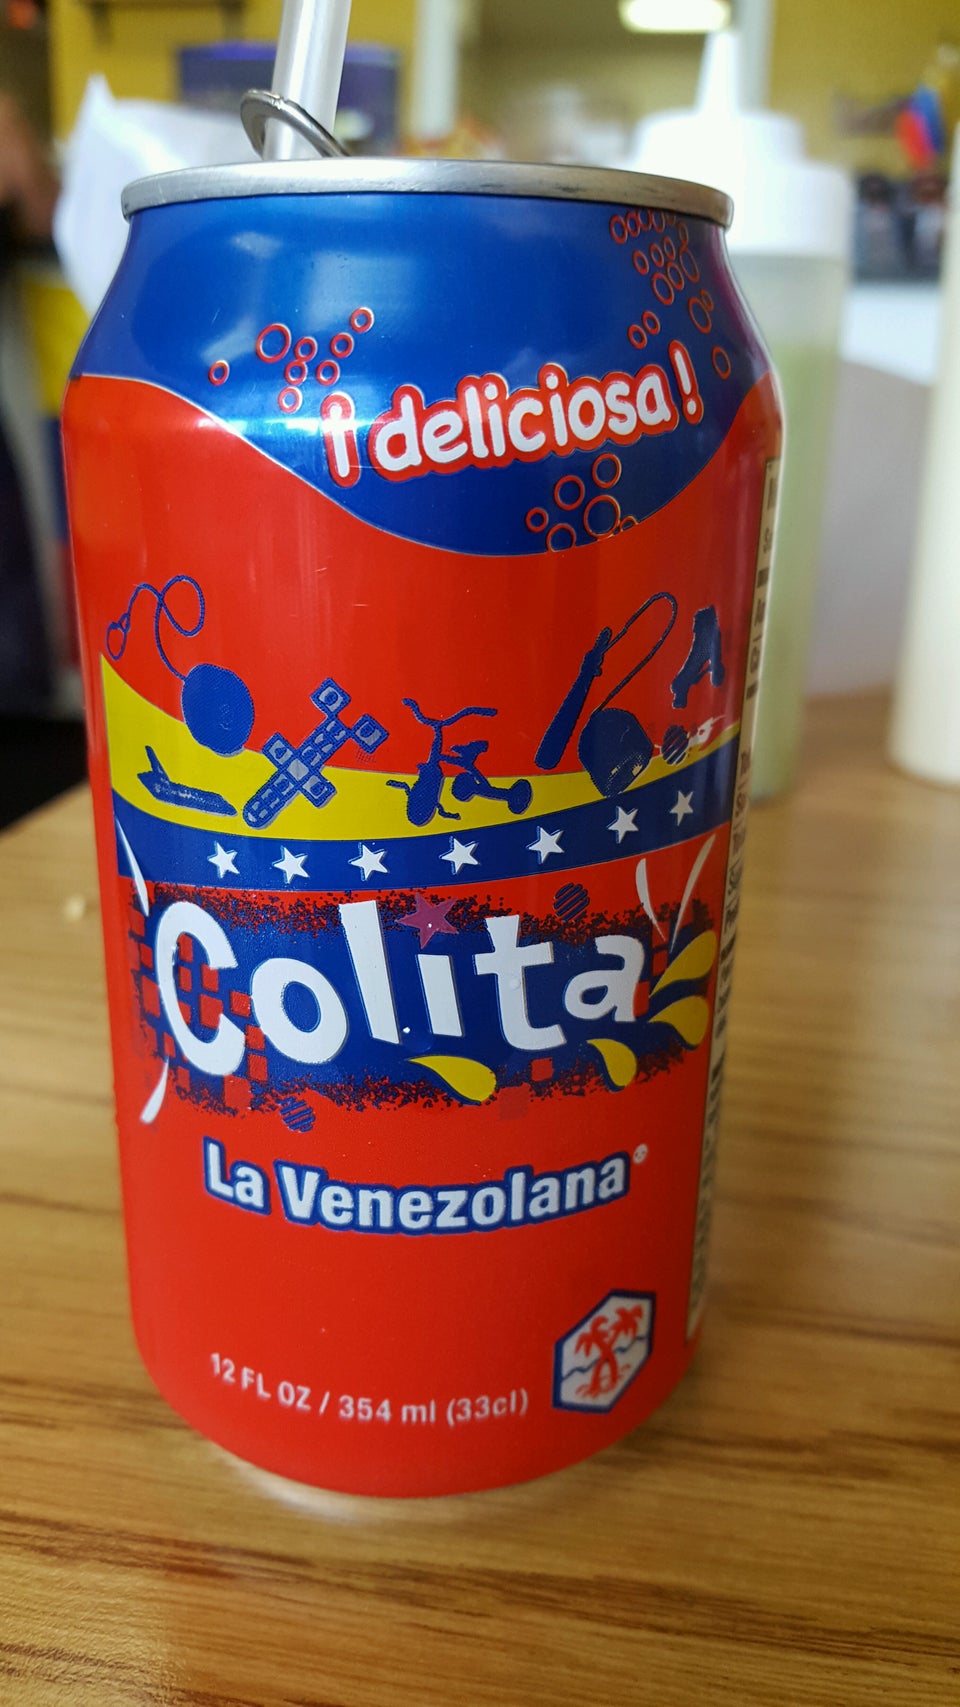 ¡deliciosa!
Colita
La Venezolana®
12 FL OZ / 354 ml (33cl)